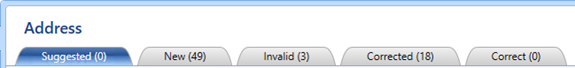 Address
Suggested (0) New (49) Invalid (3) Corrected (18) Correct (0)